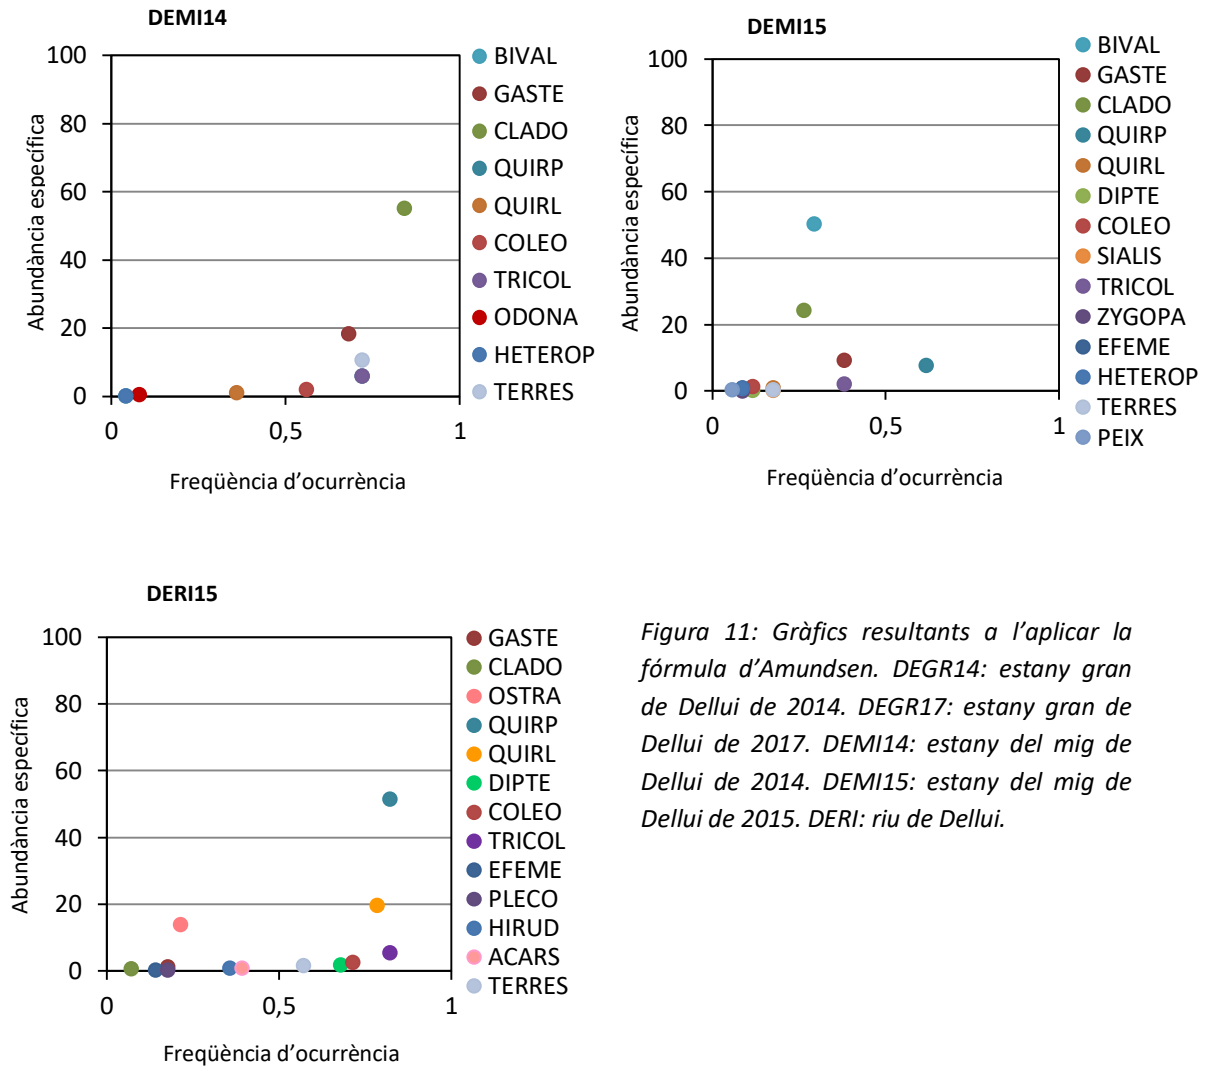 DEMI14
100
80
60
40
20
0
0
0,5
1
Abundància específica
Freqüència d'ocurrència
BIVAL
GASTE
CLADO
QUIRP
QUIRL
COLEO
TRICOL
ODONA
HETEROP
TERRES
DEMI15
100
80
60
40
20
0
0
0,5
1
Abundància específica
Freqüència d'ocurrència
BIVAL
GASTE
CLADO
QUIRP
QUIRL
DIPTE
COLEO
SIALIS
TRICOL
ZYGOPA
EFEME
HETEROP
TERRES
PEIX
DERI15
100
80
60
40
20
0
0
0,5
1
Abundància específica
Freqüència d'ocurrència
GASTE
CLADO
OSTRA
QUIRP
QUIRL
DIPTE
COLEO
TRICOL
EFEME
PLECO
HIRUD
ACARS
TERRES
Figura 11: Gràfics resultants a l'aplicar la
fórmula d'Amundsen. DEGR14: estany gran
de Dellui de 2014. DEGR17: estany gran de
Dellui de 2017. DEMI14: estany del mig de
Dellui de 2014. DEMI15: estany del mig de
Dellui de 2015. DERI: riu de Dellui.